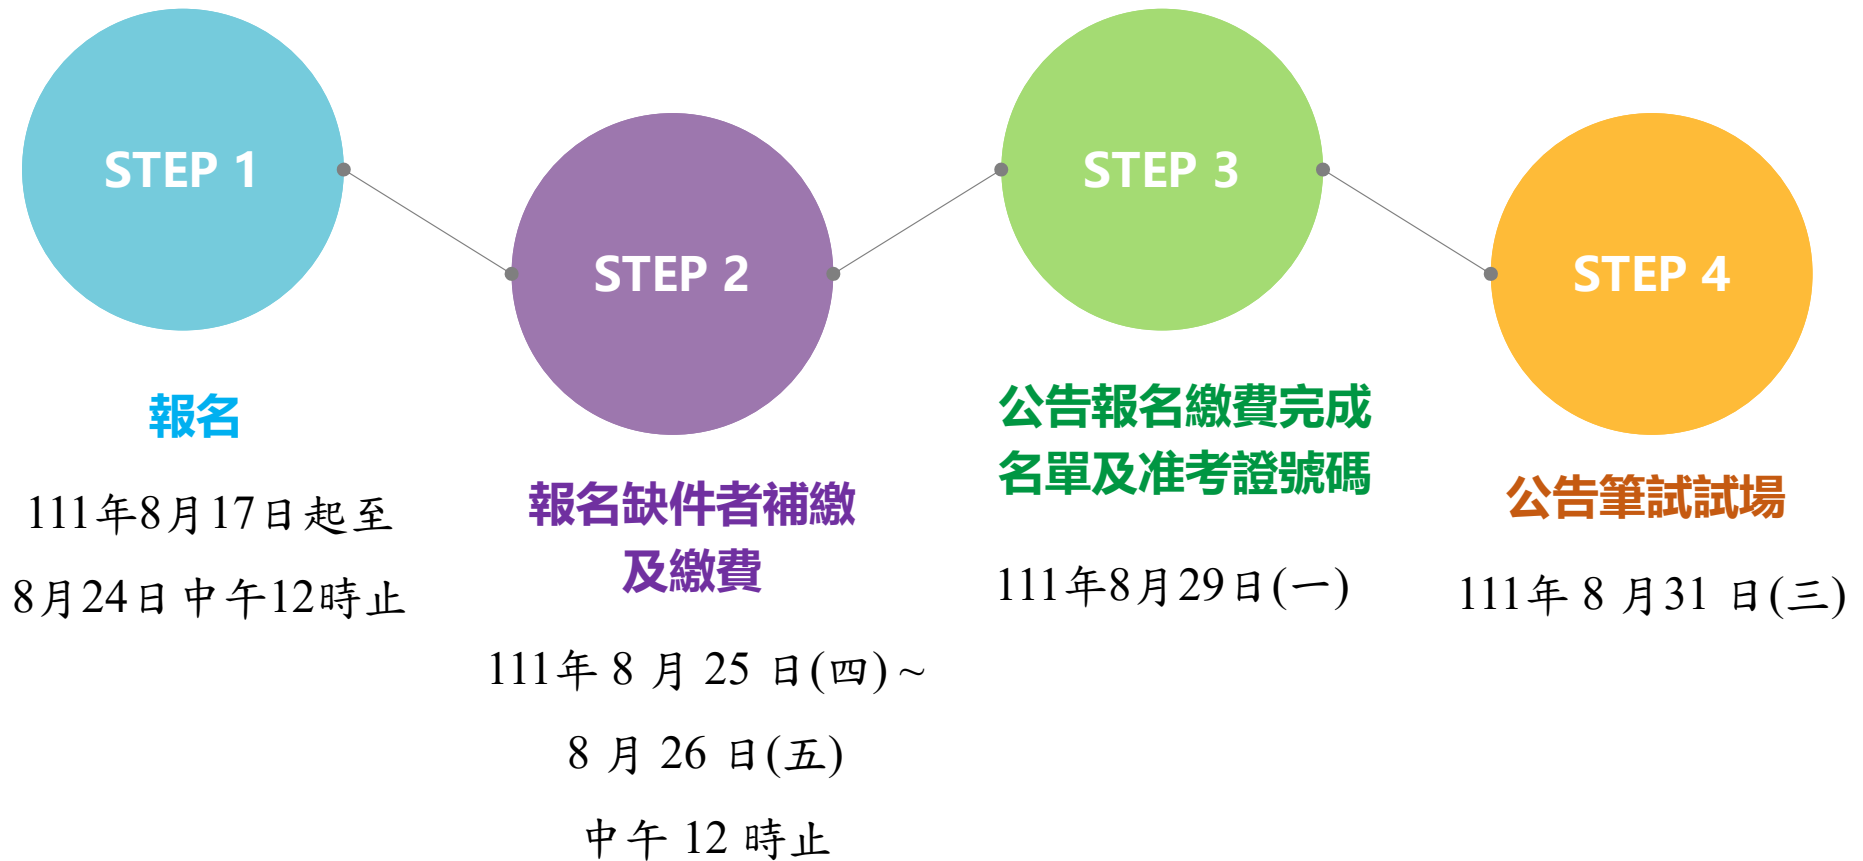 STEP 1
報名
111年8月17日起至
8月24日中午12時止
STEP 2
報名缺件者補繳
及繳費
111年 8 月 25 日(四) ~
8 月 26 日(五)
中午 12 時止
STEP 3
公告報名繳費完成
名單及准考證號碼
111年8月29日(一)
STEP 4
公告筆試試場
111年 8 月31 日(三)